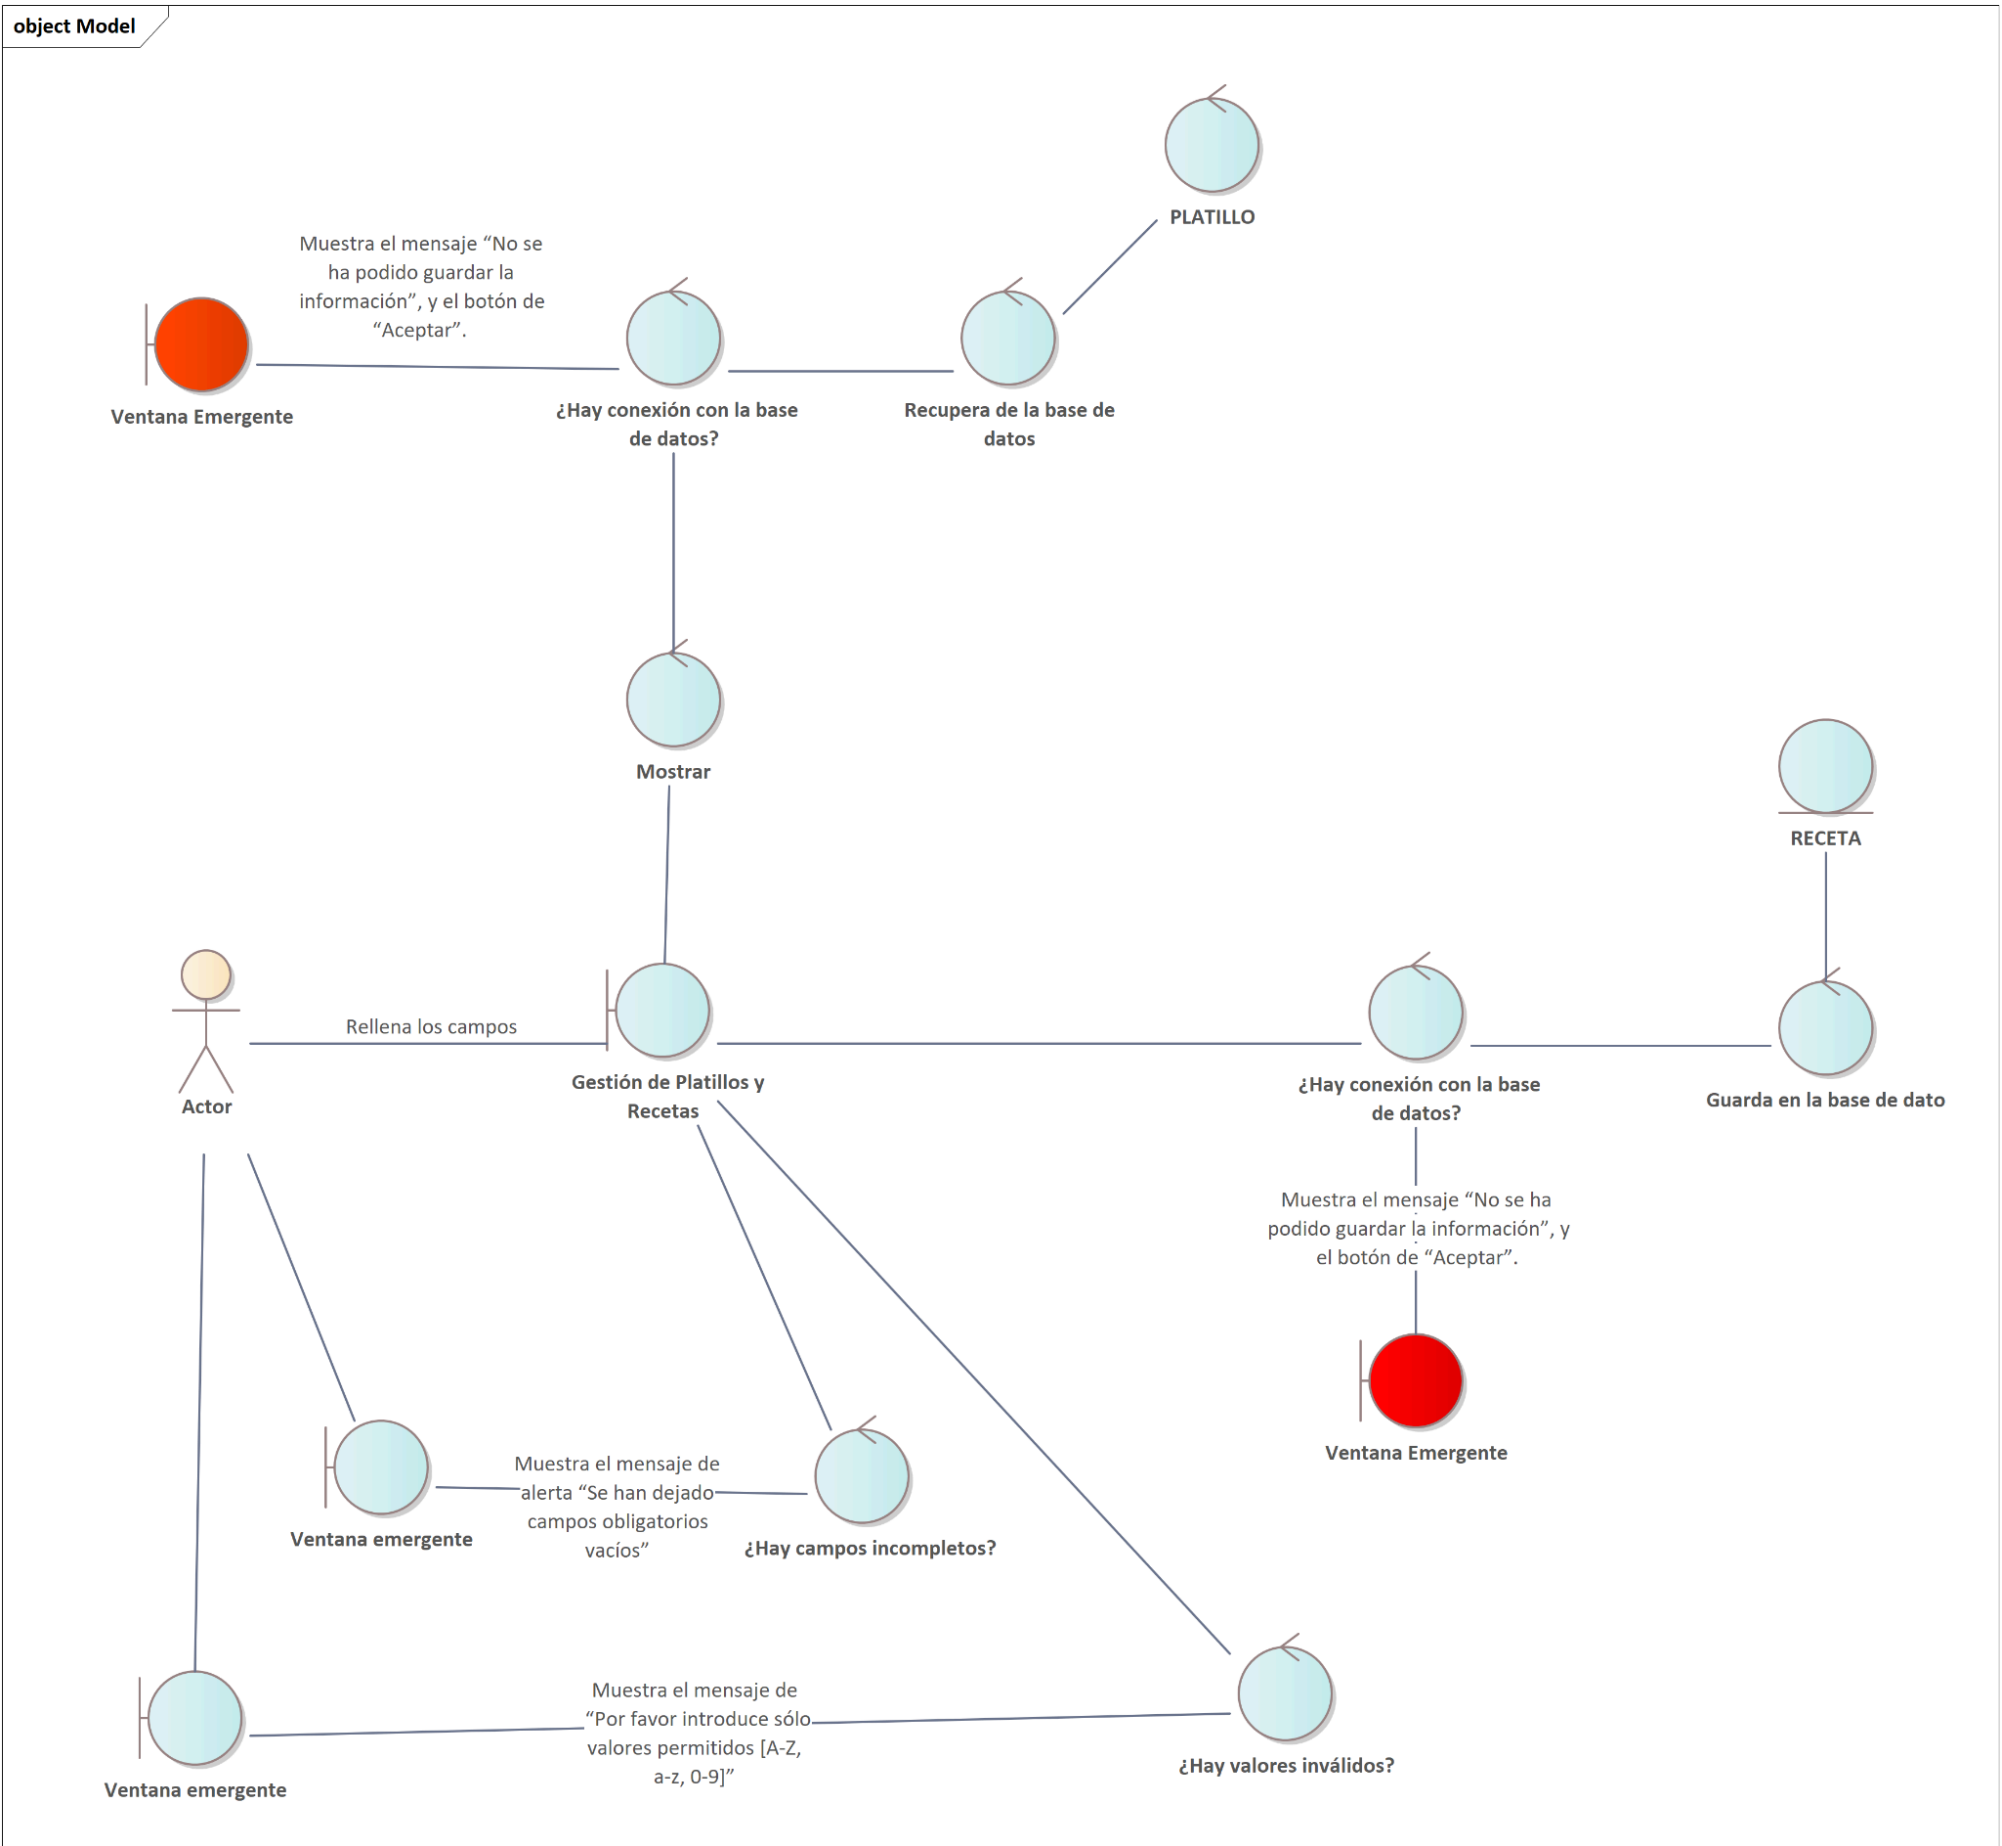 object Model
PLATILLO
Muestra el mensaje “No se
ha podido guardar la
información”, y el botón de
“Aceptar”.
Ventana Emergente
¿Hay conexión con la base
de datos?
Recupera de la base de
datos
Mostrar
RECETA
Rellena los campos
Actor
Gestión de Platillos y
Recetas
¿Hay conexión con la base
de datos?
Guarda en la base de dato
Muestra el mensaje “No se ha
podido guardar la información”, y
el botón de “Aceptar”.
Ventana Emergente
Muestra el mensaje de
alerta “Se han dejado
campos obligatorios
vacíos”
Ventana emergente
¿Hay campos incompletos?
Muestra el mensaje de
“Por favor introduce sólo
valores permitidos [A-Z,
a-z, 0-9]”
Ventana emergente
¿Hay valores inválidos?